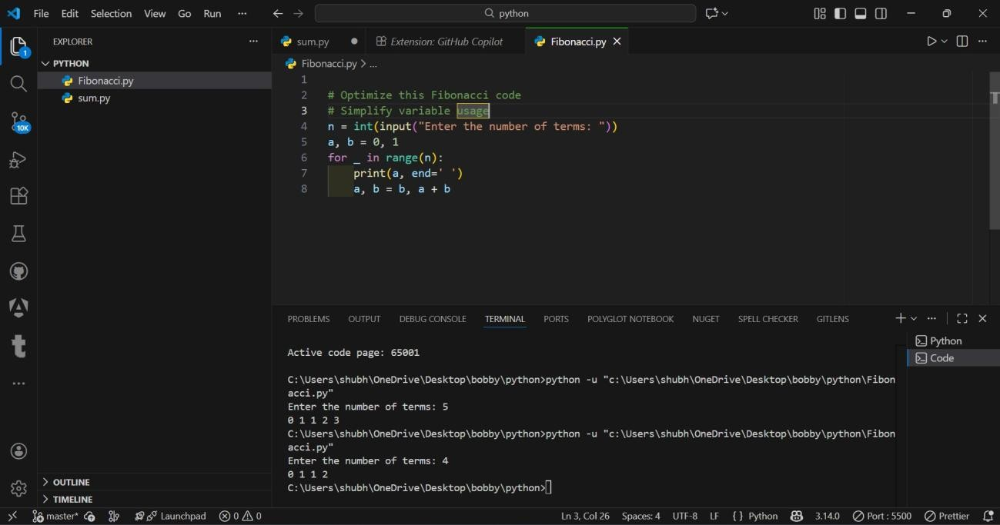 File Edit Selection View Go Run ··· python
EXPLORER ···
PYTHON
Fibonacci.py
sum.py
OUTLINE
TIMELINE
1
10K
sum.py Extension: GitHub Copilot Fibonacci.py
Fibonacci.py > ...
1
2 # Optimize this Fibonacci code
3 # Simplify variable usage
4 n = int(input("Enter the number of terms: "))
5 a, b = 0, 1
6 for _ in range(n):
7 print(a, end=' ')
8 a, b = b, a + b
PROBLEMS OUTPUT DEBUG CONSOLE TERMINAL PORTS POLYGLOT NOTEBOOK NUGET SPELL CHECKER GITLENS
Active code page: 65001
C:\Users\shubh\OneDrive\Desktop\bobby\python>python -u "c:\Users\shubh\OneDrive\Desktop\bobby\python\Fibon
acci.py"
Enter the number of terms: 5
0 1 1 2 3
C:\Users\shubh\OneDrive\Desktop\bobby\python>python -u "c:\Users\shubh\OneDrive\Desktop\bobby\python\Fibon
acci.py"
Enter the number of terms: 4
0 1 1 2
C:\Users\shubh\OneDrive\Desktop\bobby\python>
Python
Code
master* Launchpad 0 0 Ln 3, Col 26 Spaces: 4 UTF-8 LF { } Python 3.14.0 Port : 5500 Prettier